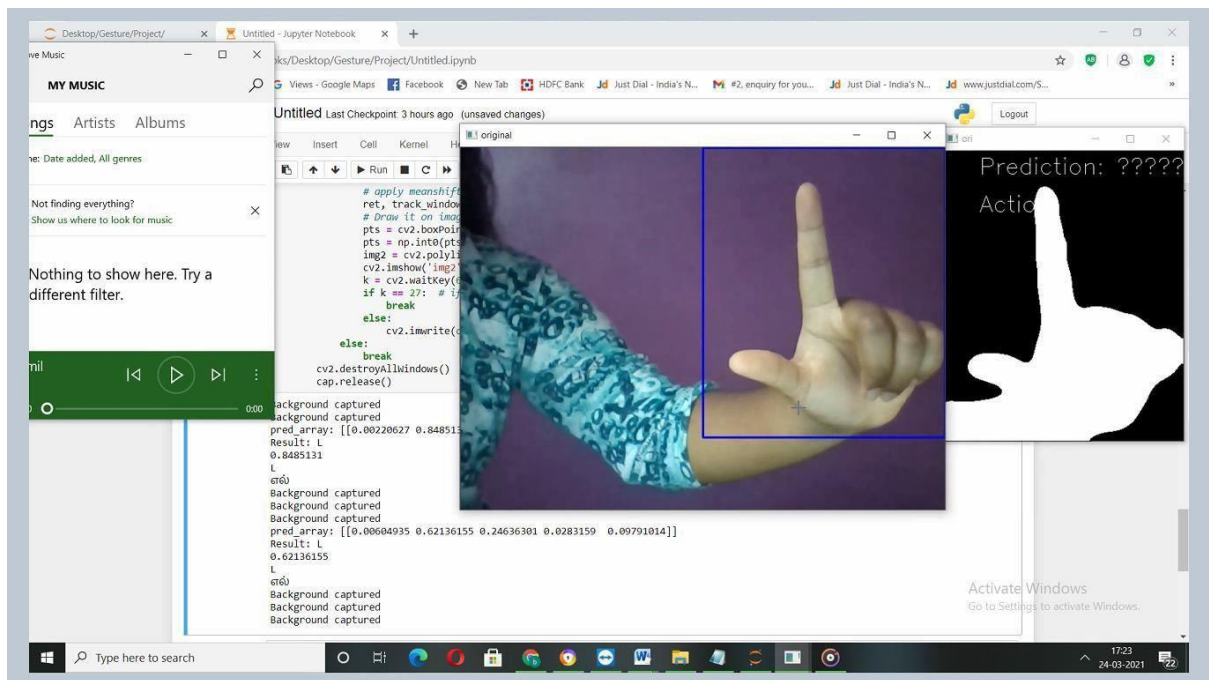 Desktop/Gesture/Project/
Untitled - Jupyter Notebook
ve Music
MY MUSIC
ngs Artists Albums
Date added, All genres
Not finding everything?
Show us where to look for music
Nothing to show here. Try a
different filter.
mil
0:00
ks/Desktop/Gesture/Project/Untitled.ipynb
Views - Google Maps Facebook New Tab HDFC Bank Just Dial - India's N... #2, enquiry for you... Just Dial - India's N... www.justdial.com/S...
Untitled Last Checkpoint: 3 hours ago (unsaved changes)
Logout
iew Insert Cell Kernel H
Run
# apply meanshift
ret, track_window
# Draw it on imag
pts = cv2.boxPoin
pts = np.int0(pts
img2 = cv2.polyli
cv2.imshow('img2'
k = cv2.waitKey(
if k == 27: # if
break
else:
cv2.imwrite(
else:
break
cv2.destroyAllWindows()
cap.release()
Background captured
Background captured
pred_array: [[0.00220627 0.848513
Result: L
0.8485131
L
எல்
Background captured
Background captured
Background captured
pred_array: [[0.00604935 0.62136155 0.24636301 0.0283159 0.09791014]]
Result: L
0.62136155
L
எல்
Background captured
Background captured
Background captured
original
ori
Prediction: ?????
Actio
Activate Windows
Go to Settings to activate Windows.
Type here to search
17:23
24-03-2021
22